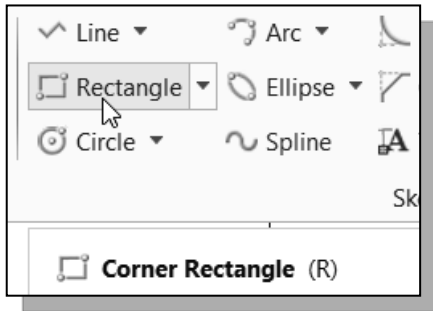 Line Arc
Rectangle Ellipse
Circle Spline A
Sk
Corner Rectangle (R)